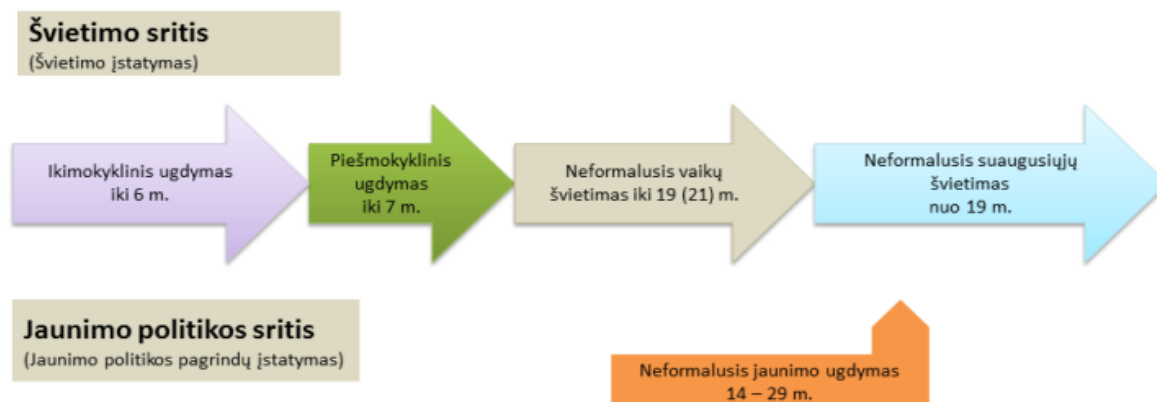 Švietimo sritis
(Švietimo įstatymas)
Ikimokyklinis ugdymas
iki 6 m.
Piešmokyklinis
ugdymas
iki 7 m.
Neformalusis vaikų
švietimas iki 19 (21) m.
Neformalusis suaugusiųjų
švietimas
nuo 19 m.
Jaunimo politikos sritis
(Jaunimo politikos pagrindų įstatymas)
Neformalusis jaunimo ugdymas
14 – 29 m.